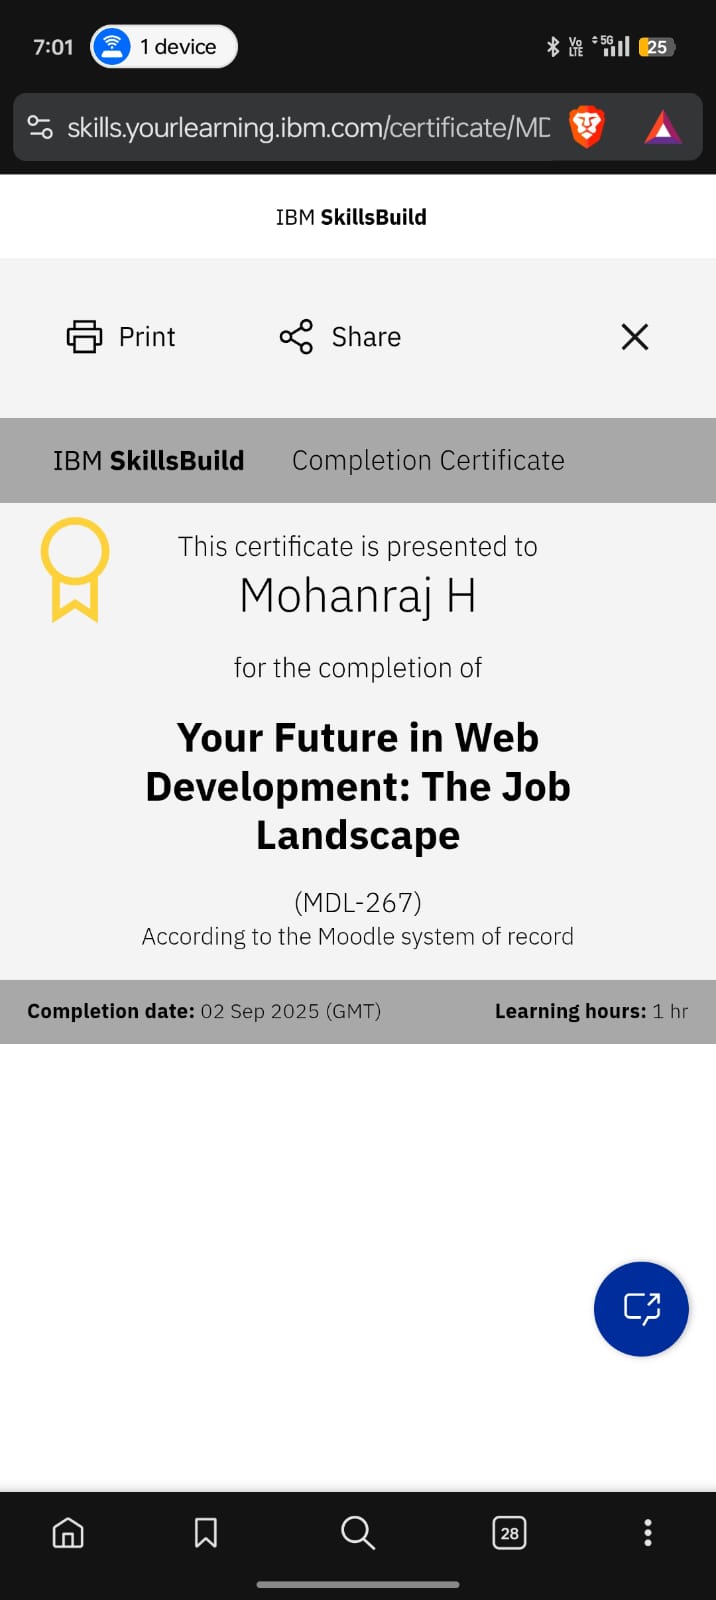 7:01 1 device Vo LTE 5G 25
skills.yourlearning.ibm.com/certificate/MD
IBM SkillsBuild
Print Share
IBM SkillsBuild Completion Certificate
This certificate is presented to
Mohanraj H
for the completion of
Your Future in Web
Development: The Job
Landscape
(MDL-267)
According to the Moodle system of record
Completion date: 02 Sep 2025 (GMT) Learning hours: 1 hr
28